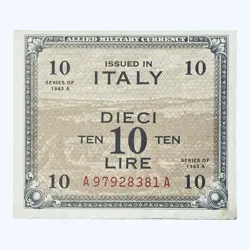 ALLIED MILITARY CURRENCY
10 ISSUED IN 10
SERIES OF 1943 A ITALY SERIES OF 1943 A
DIECI
TEN 10 TEN
LIRE
10 A97928381A 10